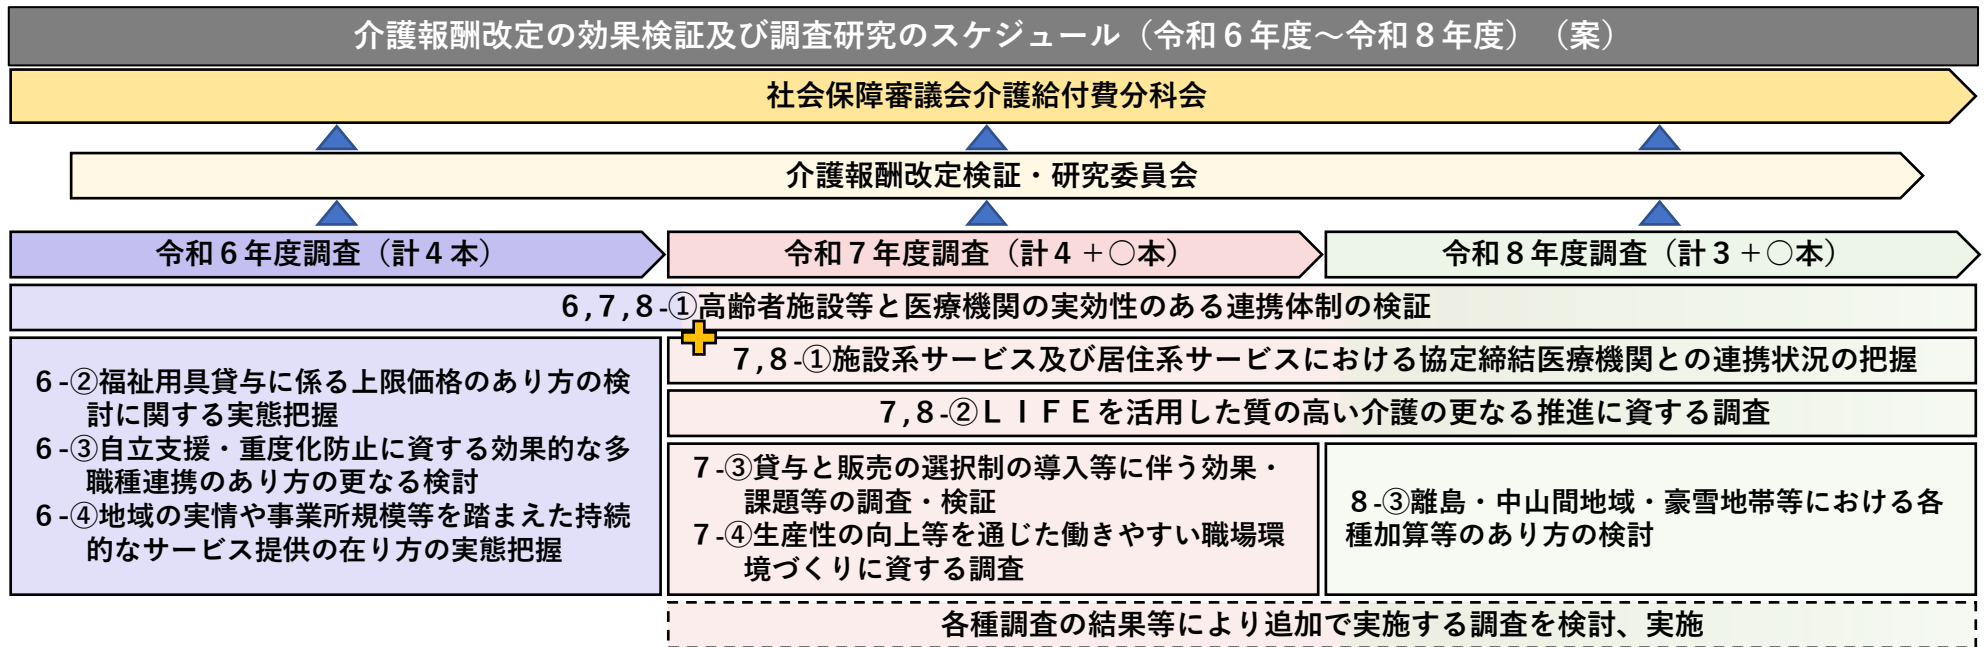 介護報酬改定の効果検証及び調査研究のスケジュール（令和６年度～令和８年度）（案）
社会保障審議会介護給付費分科会
介護報酬改定検証・研究委員会
令和６年度調査（計４本）
令和７年度調査（計４＋○本）
令和８年度調査（計３＋○本）
６,７,８-①高齢者施設等と医療機関の実効性のある連携体制の検証
７,８-①施設系サービス及び居住系サービスにおける協定締結医療機関との連携状況の把握
７,８-②ＬＩＦＥを活用した質の高い介護の更なる推進に資する調査
６-②福祉用具貸与に係る上限価格のあり方の検
討に関する実態把握
６-③自立支援・重度化防止に資する効果的な多
職種連携のあり方の更なる検討
６-④地域の実情や事業所規模等を踏まえた持続
的なサービス提供の在り方の実態把握
７-③貸与と販売の選択制の導入等に伴う効果・
課題等の調査・検証
７-④生産性の向上等を通じた働きやすい職場環
境づくりに資する調査
８-③離島・中山間地域・豪雪地帯等における各
種加算等のあり方の検討
各種調査の結果等により追加で実施する調査を検討、実施